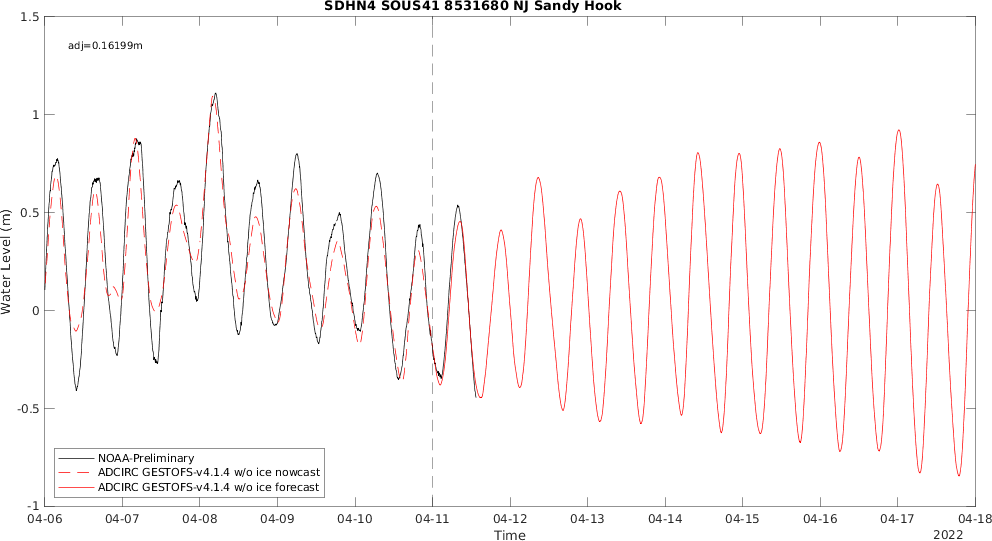 SDHN4 SOUS41 8531680 NJ Sandy Hook
adj=0.16199m
1.5
1
0.5
0
-0.5
-1
Water Level (m)
NOAA-Preliminary
ADCIRC GESTOFS-v4.1.4 w/o ice nowcast
ADCIRC GESTOFS-v4.1.4 w/o ice forecast
04-06 04-07 04-08 04-09 04-10 04-11 04-12 04-13 04-14 04-15 04-16 04-17 04-18
Time
2022